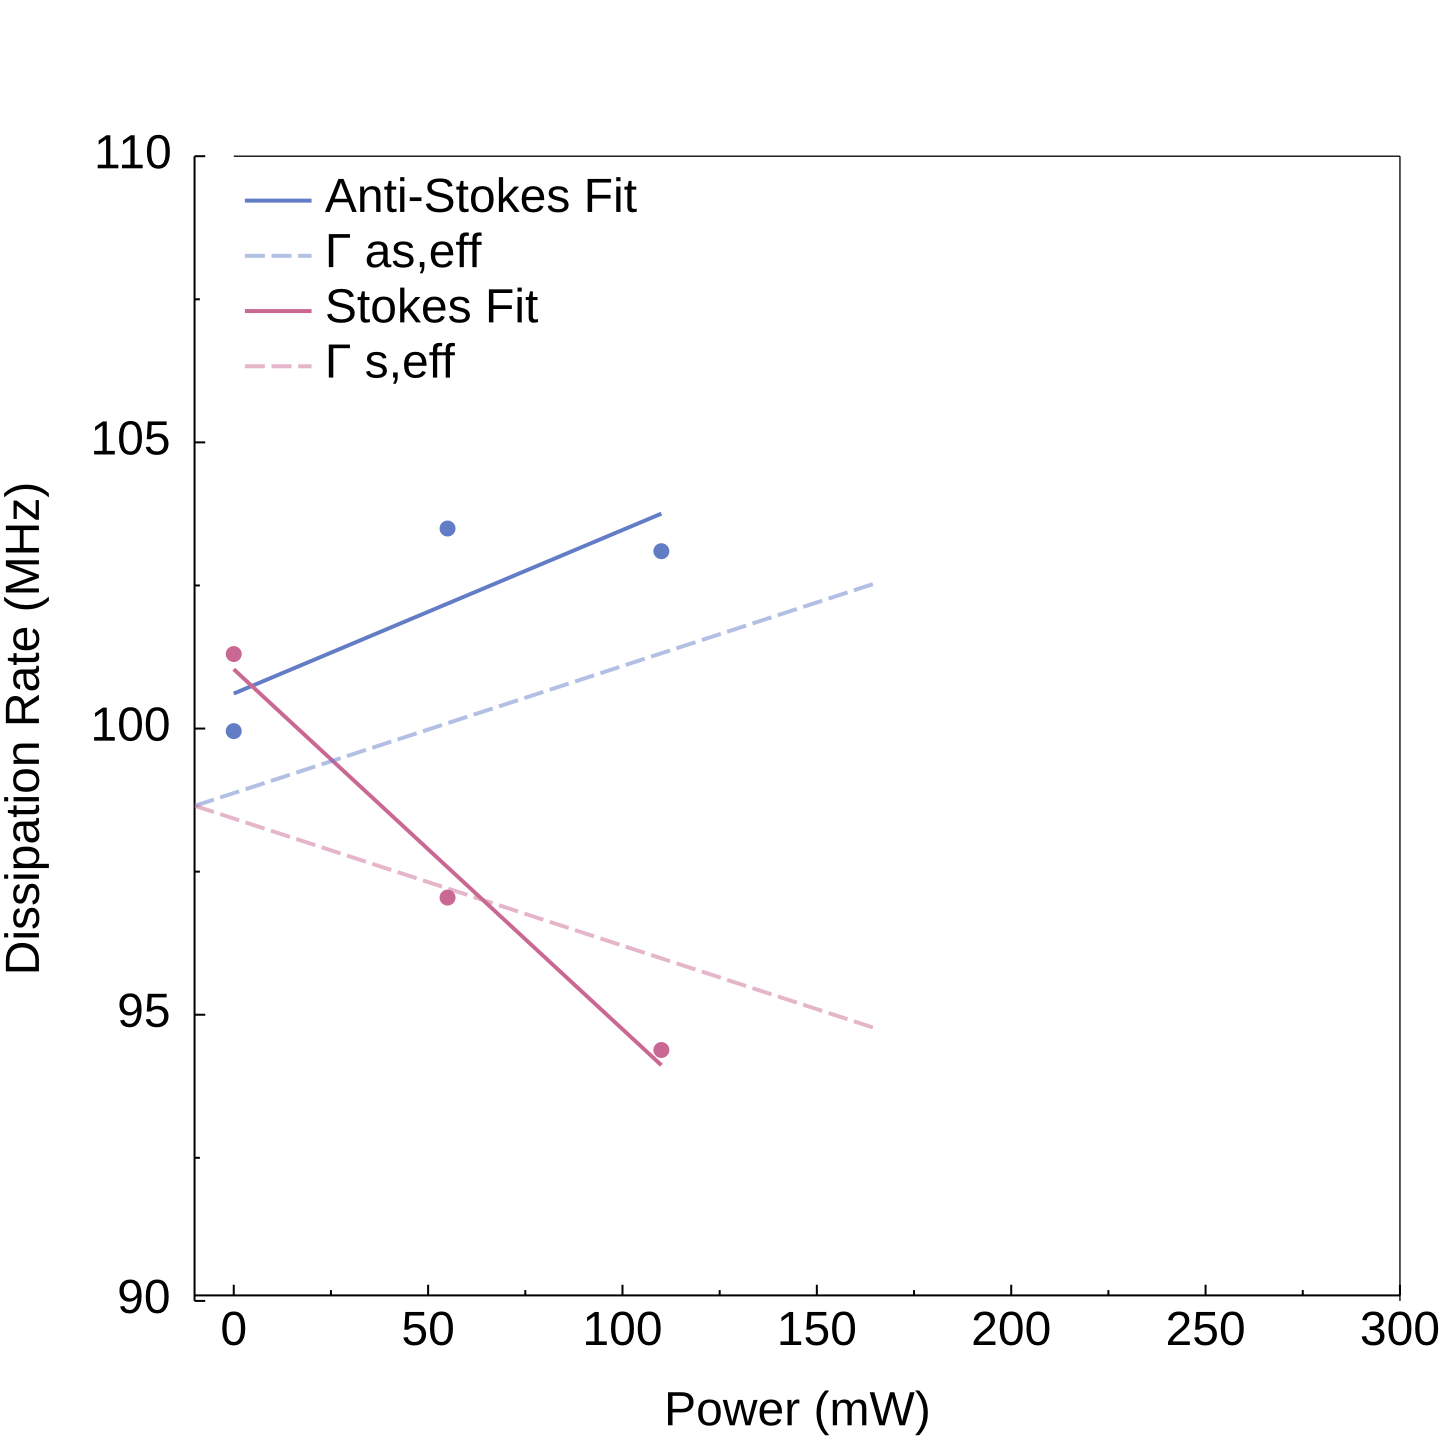 110
Anti-Stokes Fit
Γ as,eff
Stokes Fit
Γ s,eff
105
100
95
90
0 50 100 150 200 250 300
Dissipation Rate (MHz)
Power (mW)